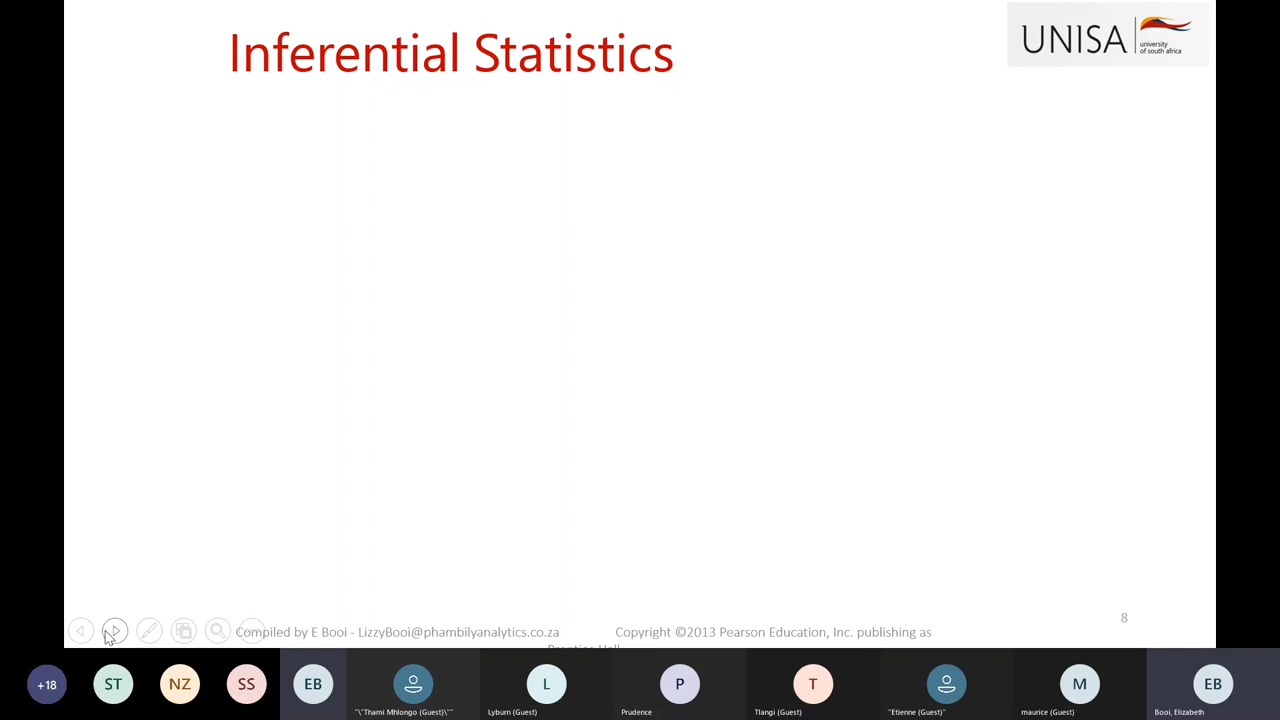 Inferential Statistics
UNISA
university
of south africa
8
Compiled by E Booi - LizzyBooi@phambilyanalytics.co.za
Copyright ©2013 Pearson Education, Inc. publishing as
Prentice Hall
+18
ST
NZ
SS
EB
L
P
T
M
EB
"\"Thami Mhlongo (Guest)\""
Lyburn (Guest)
Prudence
Tlangi (Guest)
"Etienne (Guest)"
maurice (Guest)
Booi, Elizabeth